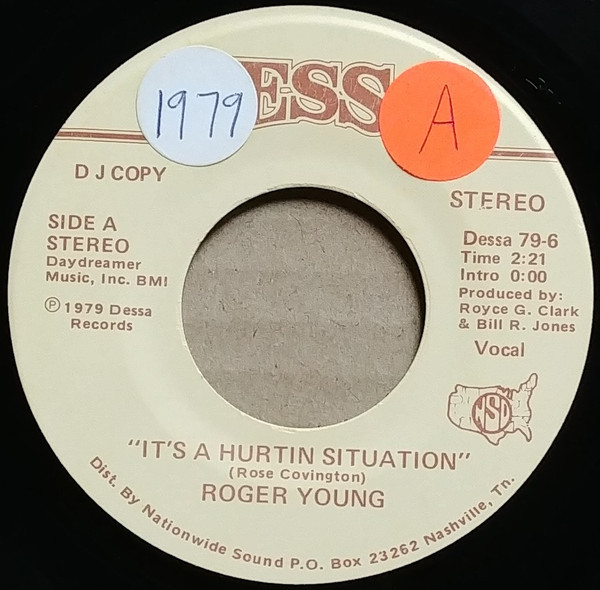 ESS
1979
A
D J COPY
STEREO
SIDE A
STEREO
Daydreamer
Music, Inc. BMI
℗ 1979 Dessa
Records
Dessa 79-6
Time 2:21
Intro 0:00
Produced by:
Royce G. Clark
& Bill R. Jones
Vocal
NSD
"IT'S A HURTIN SITUATION"
(Rose Covington)
ROGER YOUNG
Dist. By Nationwide Sound P.O. Box 23262 Nashville, Tn.